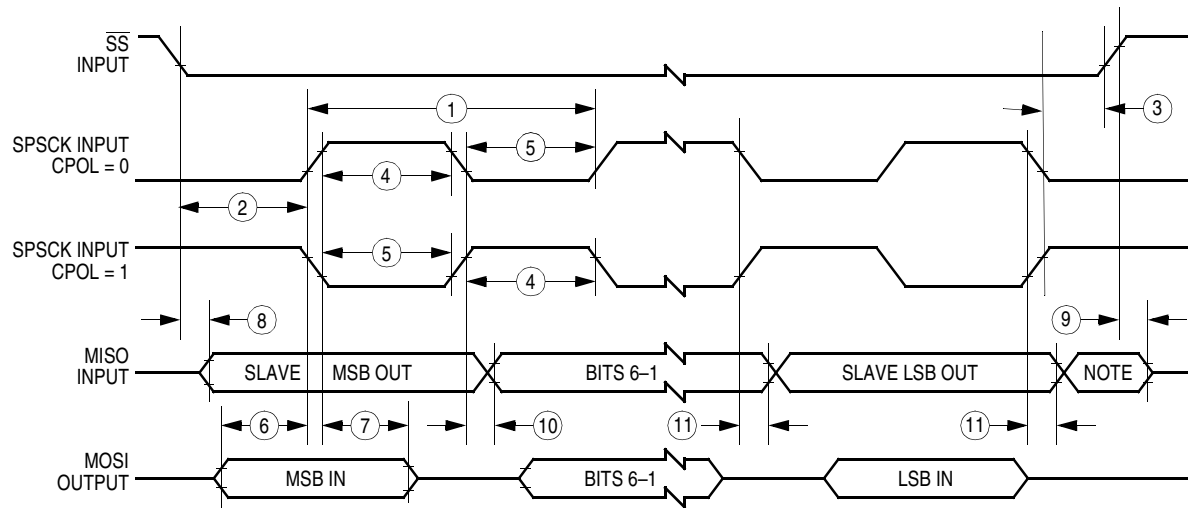 SS
INPUT
1
3
SPSCK INPUT
CPOL = 0
5
4
2
SPSCK INPUT
CPOL = 1
5
4
8
9
MISO
INPUT
SLAVE MSB OUT
BITS 6–1
SLAVE LSB OUT
NOTE
6
7
10
11
11
MOSI
OUTPUT
MSB IN
BITS 6–1
LSB IN